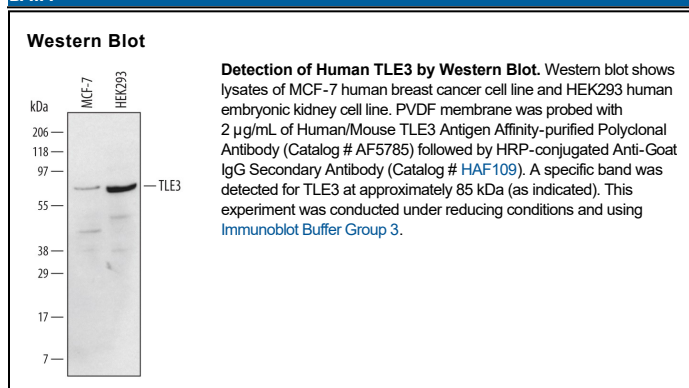 Western Blot
MCF-7
HEK293
kDa
206
118
97
55
38
29
17
7
TLE3
Detection of Human TLE3 by Western Blot. Western blot shows
lysates of MCF-7 human breast cancer cell line and HEK293 human
embryonic kidney cell line. PVDF membrane was probed with
2 µg/mL of Human/Mouse TLE3 Antigen Affinity-purified Polyclonal
Antibody (Catalog # AF5785) followed by HRP-conjugated Anti-Goat
IgG Secondary Antibody (Catalog # HAF109). A specific band was
detected for TLE3 at approximately 85 kDa (as indicated). This
experiment was conducted under reducing conditions and using
Immunoblot Buffer Group 3.